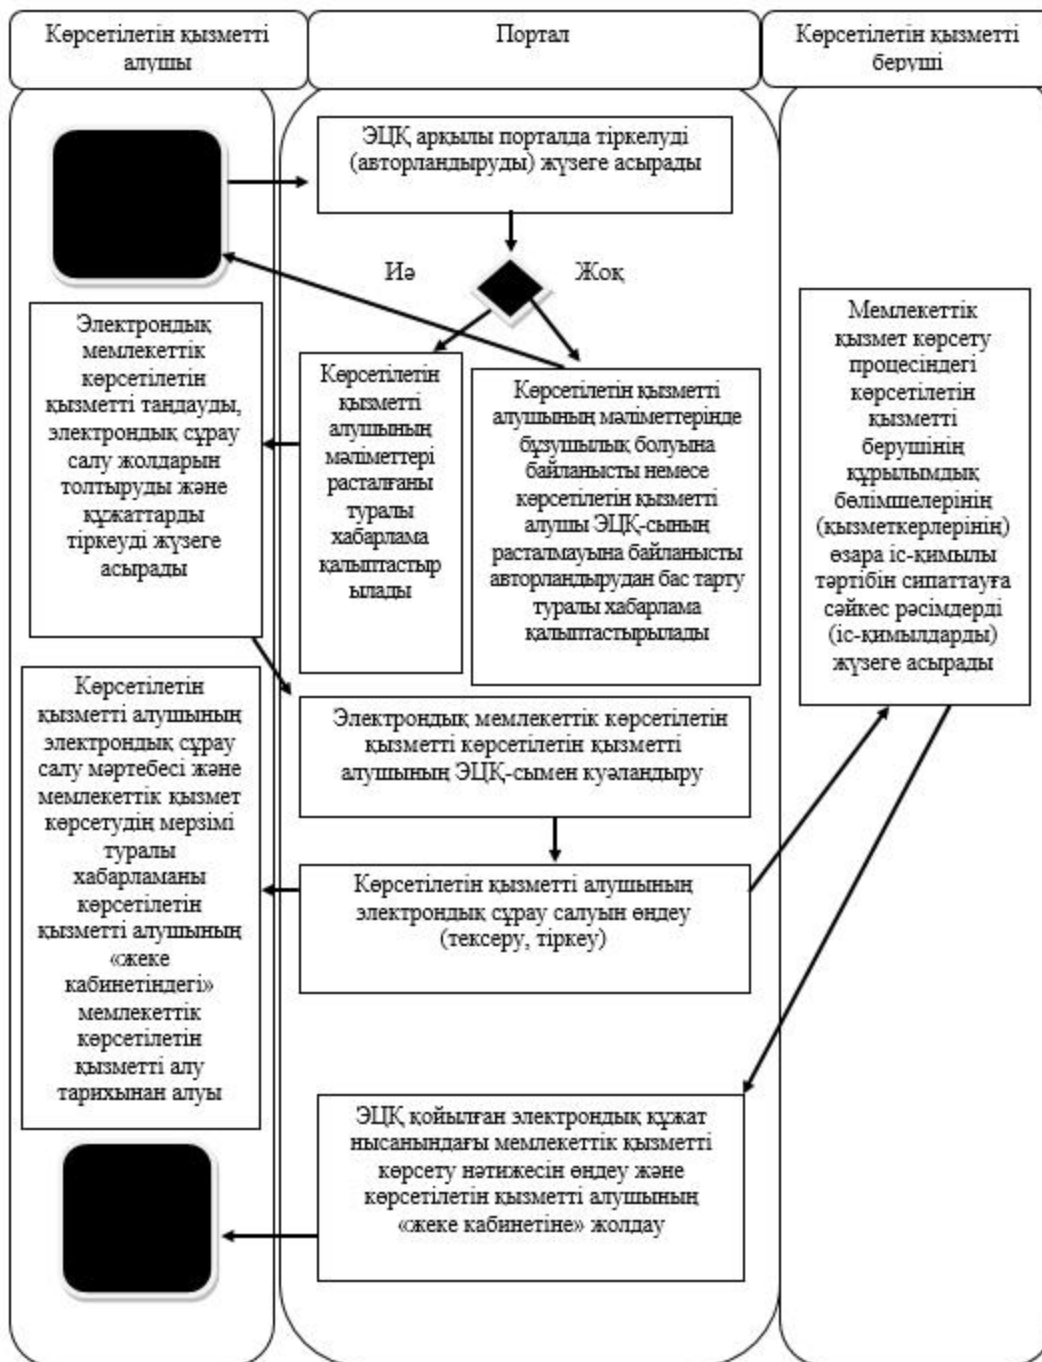 Көрсетілетін қызметті
алушы
Портал
Көрсетілетін қызметті
беруші
ЭЦҚ арқылы порталда тіркелуді
(авторландыруды) жүзеге асырады
Иә
Жоқ
Электрондық
мемлекеттік
көрсетілетін
қызметті таңдауды,
электрондық сұрау
салу жолдарын
толтыруды және
құжаттарды
тіркеуді жүзеге
асырады
Көрсетілетін
қызметті
алушының
мәліметтері
расталғаны
туралы
хабарлама
қалыптастыр
ылады
Көрсетілетін қызметті
алушының мәліметтерінде
бұзушылық болуына
байланысты немесе
көрсетілетін қызметті
алушы ЭЦҚ-сының
расталмауына байланысты
авторландырудан бас тарту
туралы хабарлама
қалыптастырылады
Мемлекеттік
қызмет көрсету
процесіндегі
көрсетілетін
қызметті
берушінің
құрылымдық
бөлімшелерінің
(қызметкерлерінің)
өзара іс-қимылы
тәртібін сипаттауға
сәйкес рәсімдерді
(іс-қимылдарды)
жүзеге асырады
Көрсетілетін
қызметті алушының
электрондық сұрау
салу мәртебесі және
мемлекеттік қызмет
көрсетудің мерзімі
туралы
хабарламаны
көрсетілетін
қызметті алушының
«жеке
кабинетіндегі»
мемлекеттік
көрсетілетін
қызметті алу
тарихынан алуы
Электрондық мемлекеттік көрсетілетін
қызметті көрсетілетін қызметті
алушының ЭЦҚ-сымен куәландыру
Көрсетілетін қызметті алушының
электрондық сұрау салуын өңдеу
(тексеру, тіркеу)
ЭЦҚ қойылған электрондық құжат
нысанындағы мемлекеттік қызметті
көрсету нәтижесін өңдеу және
көрсетілетін қызметті алушының
«жеке кабинетіне» жолдау